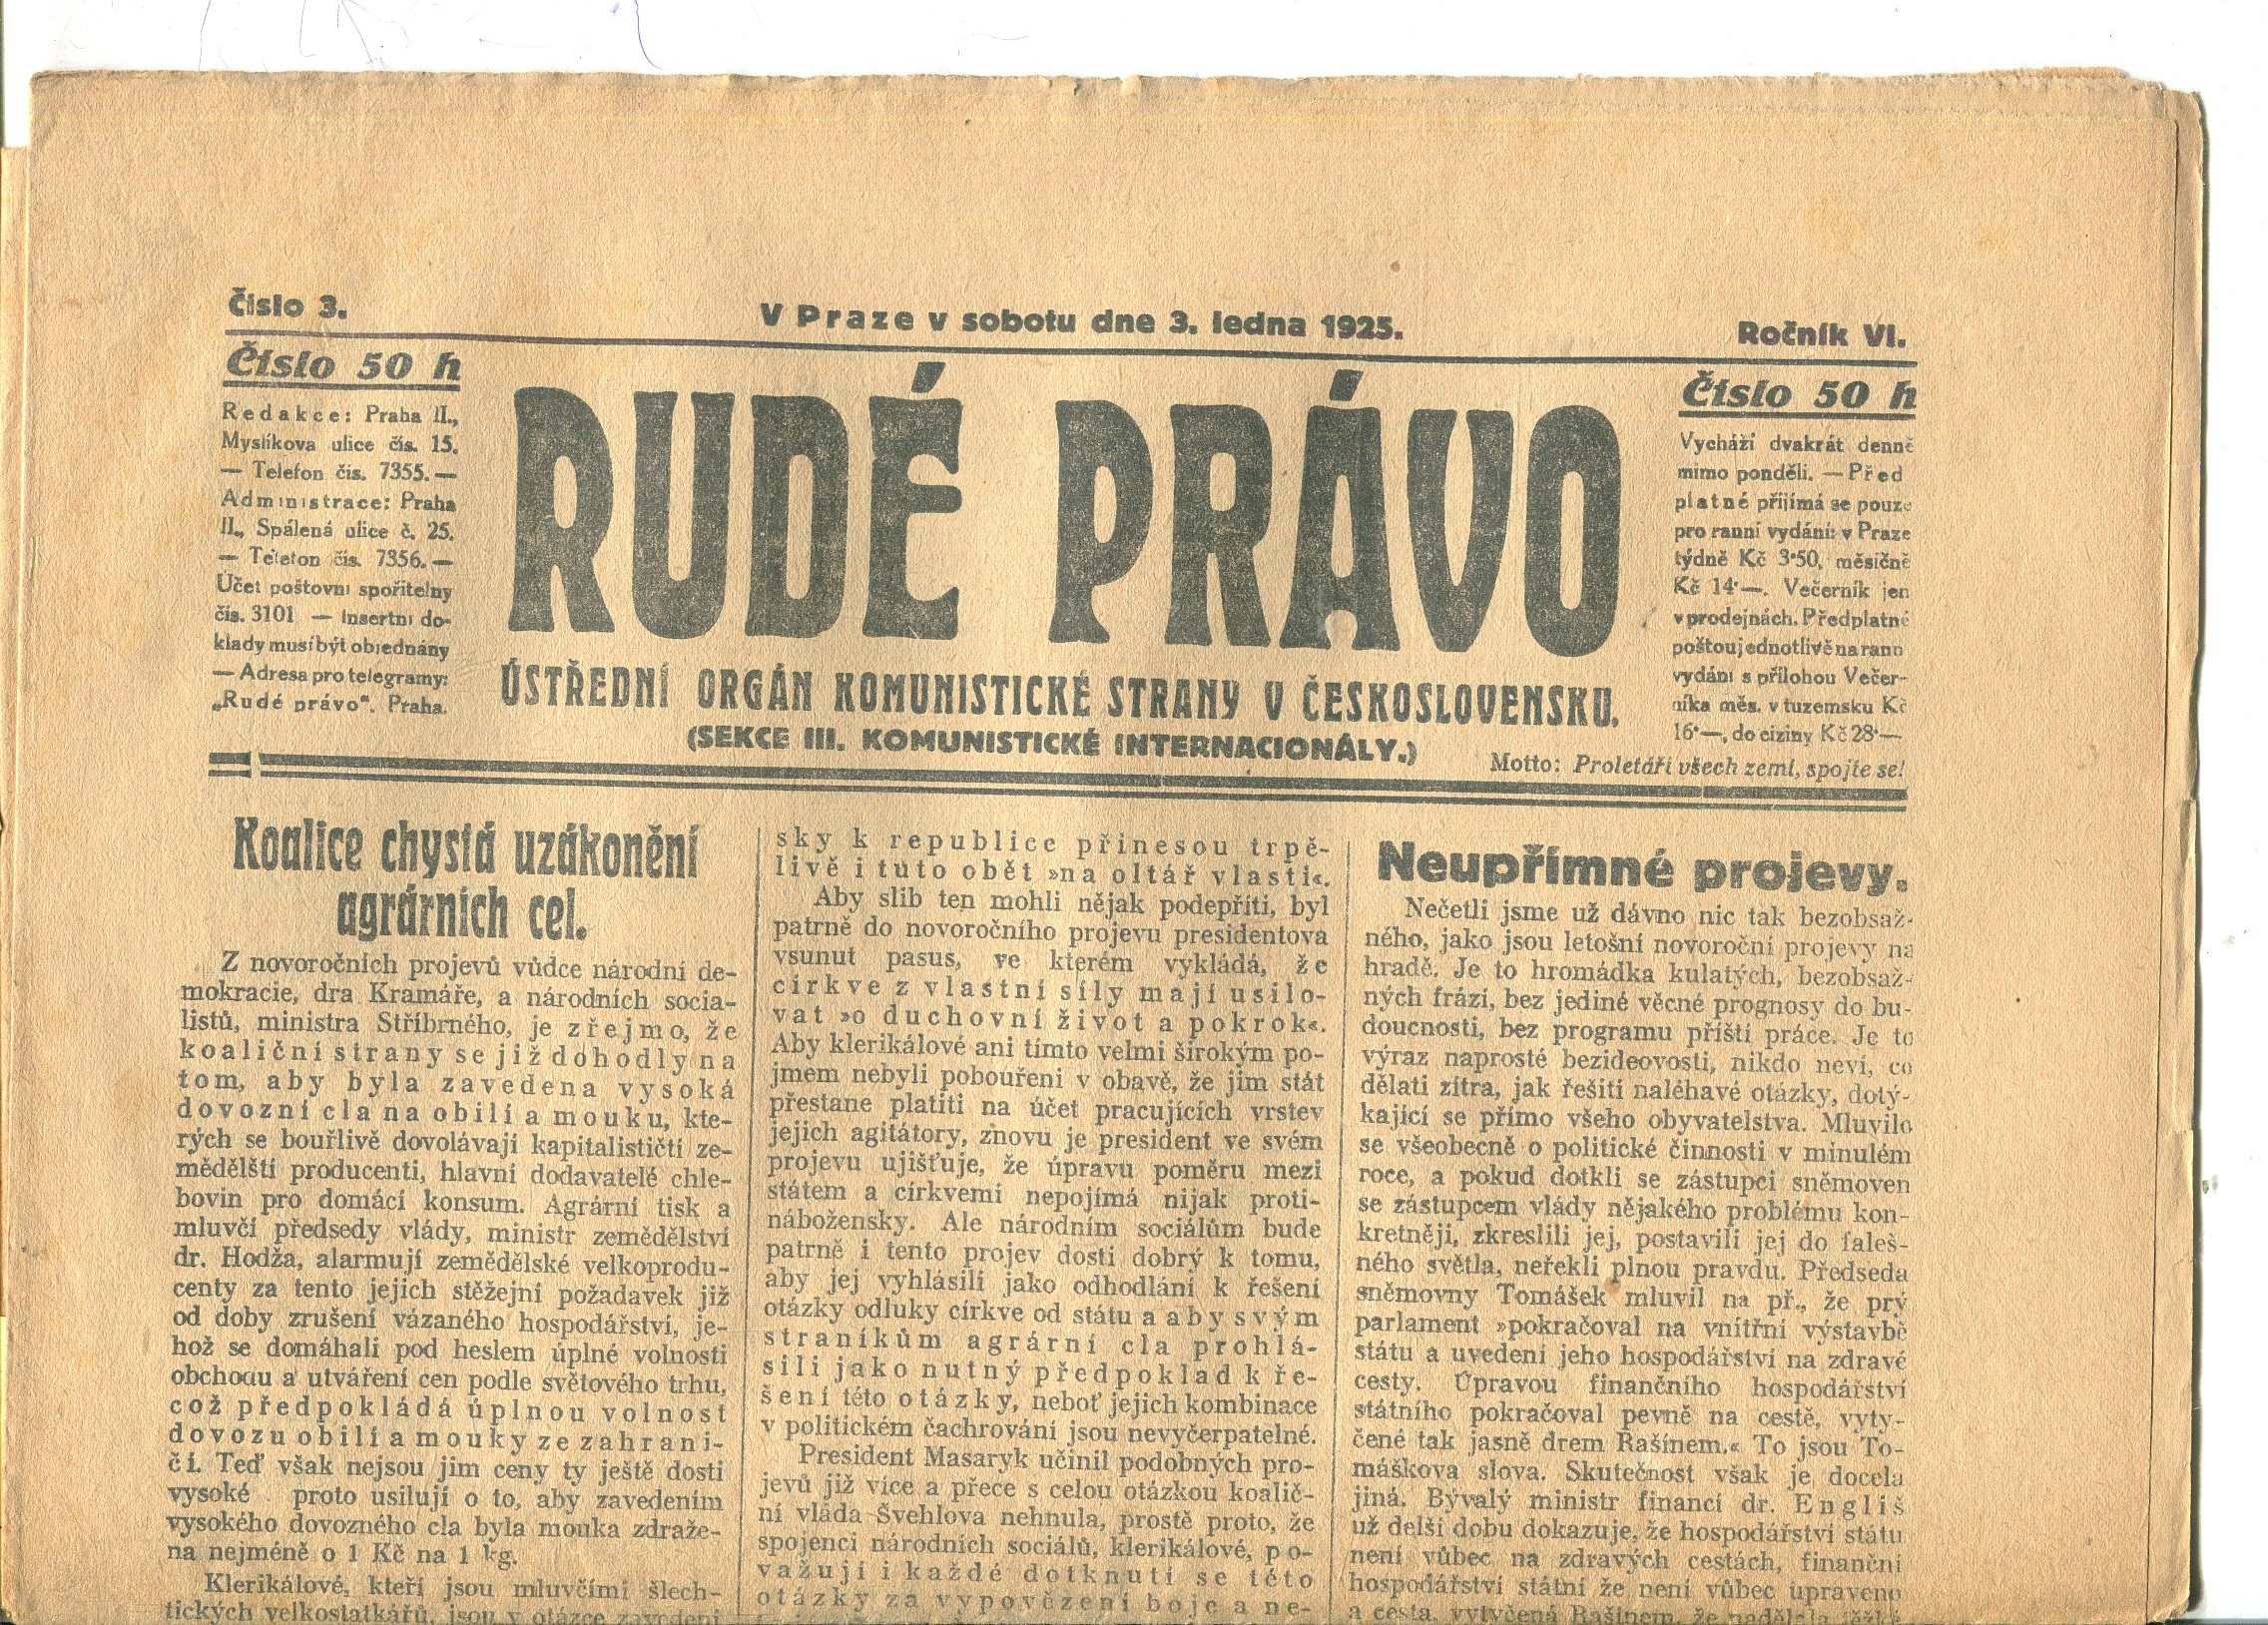 Číslo 3.
V Praze v sobotu dne 3. ledna 1925.
Ročník VI.
Číslo 50 h
Redakce: Praha II.,
Myslíkova ulice čís. 15.
— Telefon čís. 7355. —
Administrace: Praha
II., Spálená ulice č. 25.
— Telefon čís. 7356. —
Účet poštovní spořitelny
čís. 3101 — Insertní do-
klady musí být objednány
— Adresa pro telegramy:
„Rudé právo“. Praha.
RUDÉ PRÁVO
ÚSTŘEDNÍ ORGÁN KOMUNISTICKÉ STRANY V ČESKOSLOVENSKU.
(SEKCE III. KOMUNISTICKÉ INTERNACIONÁLY.)
Motto: Proletáři všech zemí, spojte se!
Číslo 50 h
Vychází dvakrát denně
mimo pondělí. — Před
platné přijímá se pouze
pro ranní vydání: v Praze
týdně Kč 3·50, měsíčně
Kč 14·—. Večerník jen
v prodejnách. Předplatné
poštou jednotlivě na rano
vydání s přílohou Večer-
níka měs. v tuzemsku Kč
16·—, do ciziny Kč 28·—
Koalice chystá uzákonění
agrárních cel.
Z novoročních projevů vůdce národní de-
mokracie, dra Kramáře, a národních socia-
listů, ministra Stříbrného, je zřejmo, že
koaliční strany se již dohodly na
tom, aby byla zavedena vysoká
dovozní cla na obilí a mouku, kte-
rých se bouřlivě dovolávají kapitalističtí ze-
mědělští producenti, hlavní dodavatelé chle-
bovin pro domácí konsum. Agrární tisk a
mluvčí předsedy vlády, ministr zemědělství
dr. Hodža, alarmují zemědělské velkoprodu-
centy za tento jejich stěžejní požadavek již
od doby zrušení vázaného hospodářství, je-
hož se domáhali pod heslem úplné volnosti
obchodu a utváření cen podle světového trhu,
což předpokládá úplnou volnost
dovozu obilí a mouky ze zahrani-
čí. Teď však nejsou jim ceny ty ještě dosti
vysoké proto usilují o to, aby zavedením
vysokého dovozného cla byla mouka zdraže-
na nejméně o 1 Kč na 1 kg.
Klerikálové, kteří jsou mluvčími šlech-
tických velkostatkářů, jsou v otázce zavedení
sky k republice přinesou trpě-
livě i tuto obět »na oltář vlasti«.
Aby slib ten mohli nějak podepříti, byl
patrně do novoročního projevu presidentova
vsunut pasus, ve kterém vykládá, že
církve z vlastní síly mají usilo-
vat »o duchovní život a pokrok«.
Aby klerikálové ani tímto velmi širokým po-
jmem nebyli pobouřeni v obavě, že jim stát
přestane platiti na účet pracujících vrstev
jejich agitátory, znovu je president ve svém
projevu ujišťuje, že úpravu poměru mezi
státem a církvemi nepojímá nijak proti-
nábožensky. Ale národním sociálům bude
patrně i tento projev dosti dobrý k tomu,
aby jej vyhlásili jako odhodlání k řešení
otázky odluky církve od státu a aby svým
straníkům agrární cla prohlá-
sili jako nutný předpoklad k ře-
šení této otázky, neboť jejich kombinace
v politickém čachrování jsou nevyčerpatelné.
President Masaryk učinil podobných pro-
jevů již více a přece s celou otázkou koalič-
ní vláda Švehlova nehnula, prostě proto, že
spojenci národních sociálů, klerikálové, po-
važují i každé dotknutí se této
otázky za vypovězení boje a ne-
Neupřímné projevy.
Nečetli jsme už dávno nic tak bezobsaž-
ného, jako jsou letošní novoroční projevy na
hradě. Je to hromádka kulatých, bezobsaž-
ných frází, bez jediné věcné prognosy do bu-
doucnosti, bez programu příští práce. Je to
výraz naprosté bezideovosti, nikdo neví, co
dělati zítra, jak řešiti naléhavé otázky, dotý-
kající se přímo všeho obyvatelstva. Mluvilo
se všeobecně o politické činnosti v minulém
roce, a pokud dotkli se zástupci sněmoven
se zástupcem vlády nějakého problému kon-
kretněji, zkreslili jej, postavili jej do faleš-
ného světla, neřekli plnou pravdu. Předseda
sněmovny Tomášek mluvil na př., že prý
parlament »pokračoval na vnitřní výstavbě
státu a uvedení jeho hospodářství na zdravé
cesty. Úpravou finančního hospodářství
státního pokračoval pevně na cestě, vyty-
čené tak jasně drem Rašínem.« To jsou To-
máškova slova. Skutečnost však je docela
jiná. Bývalý ministr financí dr. Engliš
už delší dobu dokazuje, že hospodářství státu
není vůbec na zdravých cestách, finanční
hospodářství státní že není vůbec upraveno
a cesta, vytyčená Rašínem, že nadělala těžké